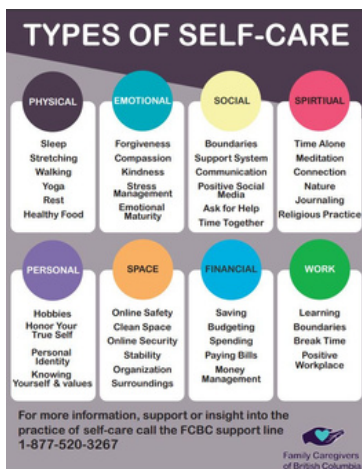 TYPES OF SELF-CARE
PHYSICAL
Sleep
Stretching
Walking
Yoga
Rest
Healthy Food
EMOTIONAL
Forgiveness
Compassion
Kindness
Stress
Management
Emotional
Maturity
SOCIAL
Boundaries
Support System
Communication
Positive Social
Media
Ask for Help
Time Together
SPIRTIUAL
Time Alone
Meditation
Connection
Nature
Journaling
Religious Practice
PERSONAL
Hobbies
Honor Your
True Self
Personal
Identity
Knowing
Yourself & values
SPACE
Online Safety
Clean Space
Online Security
Stability
Organization
Surroundings
FINANCIAL
Saving
Budgeting
Spending
Paying Bills
Money
Management
WORK
Learning
Boundaries
Break Time
Positive
Workplace
For more information, support or insight into the
practice of self-care call the FCBC support line
1-877-520-3267
Family Caregivers
of British Columbia